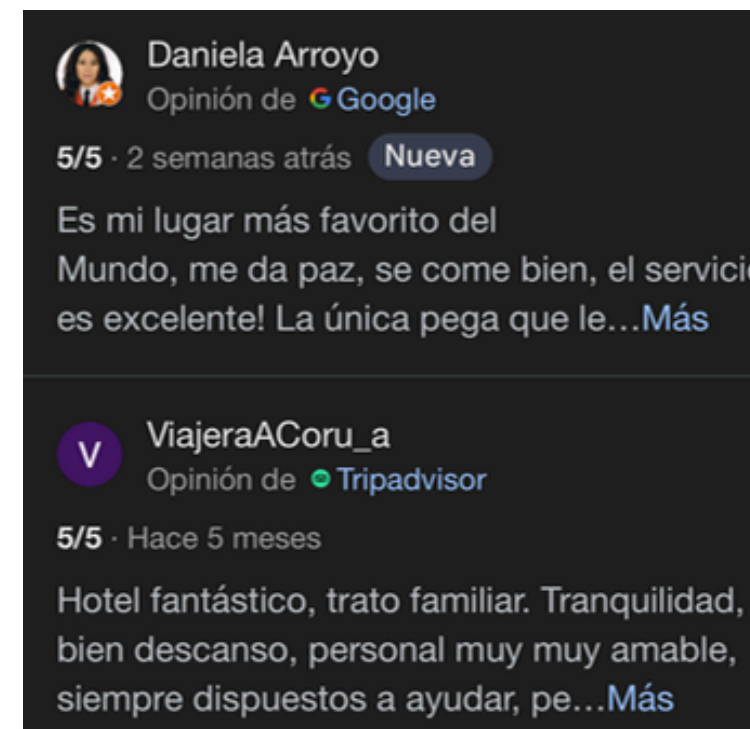 Daniela Arroyo
Opinión de Google
5/5 · 2 semanas atrás Nueva
Es mi lugar más favorito del
Mundo, me da paz, se come bien, el servicio
es excelente! La única pega que le...Más
V
ViajeraACoru_a
Opinión de Tripadvisor
5/5 · Hace 5 meses
Hotel fantástico, trato familiar. Tranquilidad,
bien descanso, personal muy muy amable,
siempre dispuestos a ayudar, pe...Más